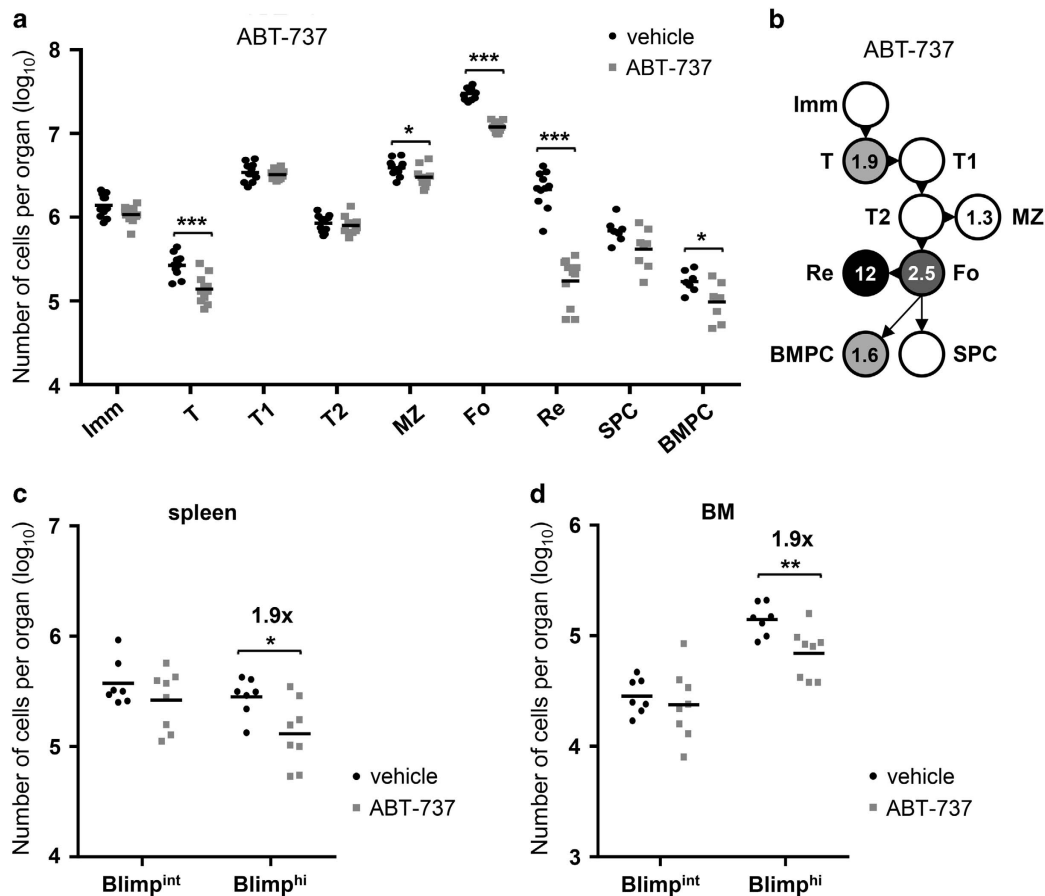 a
ABT-737
vehicle
ABT-737
Number of cells per organ (log10)
8
7
6
5
4
***
*
***
***
*
Imm
T
T1
T2
MZ
Fo
Re
SPC
BMPC
b
ABT-737
Imm
T 1.9 T1
T2 1.3 MZ
Re 12 2.5 Fo
BMPC 1.6 SPC
c
spleen
Number of cells per organ (log10)
7
6
5
4
1.9x
*
vehicle
ABT-737
Blimpint
Blimphi
d
BM
Number of cells per organ (log10)
6
5
4
3
1.9x
**
vehicle
ABT-737
Blimpint
Blimphi